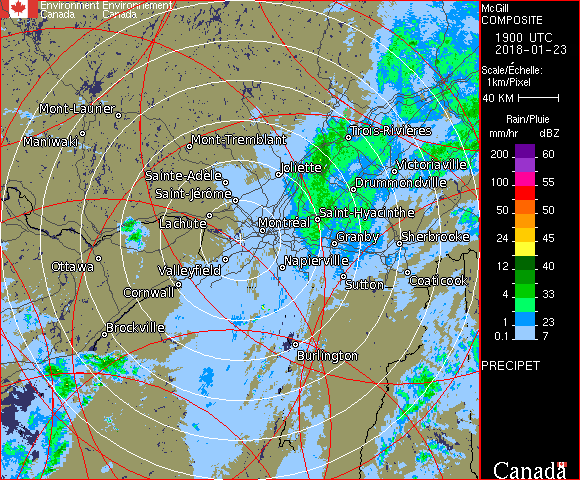 Environment Environnement
Canada Canada
McGill
COMPOSITE
1900 UTC
2018-01-23
Scale/Échelle:
1km/Pixel
40 KM
Rain/Pluie
mm/hr dBZ
200 60
100 55
50 50
24 45
12 40
4 33
1 23
0.1 7
PRECIPET
Canada
Mont-Laurier
Maniwaki
Mont-Tremblant
Trois-Rivières
Sainte-Adèle
Joliette
Victoriaville
Saint-Jérôme
Drummondville
Lachute
Montréal
Saint-Hyacinthe
Granby
Sherbrooke
Ottawa
Valleyfield
Napierville
Cornwall
Sutton
Coaticook
Brockville
Burlington